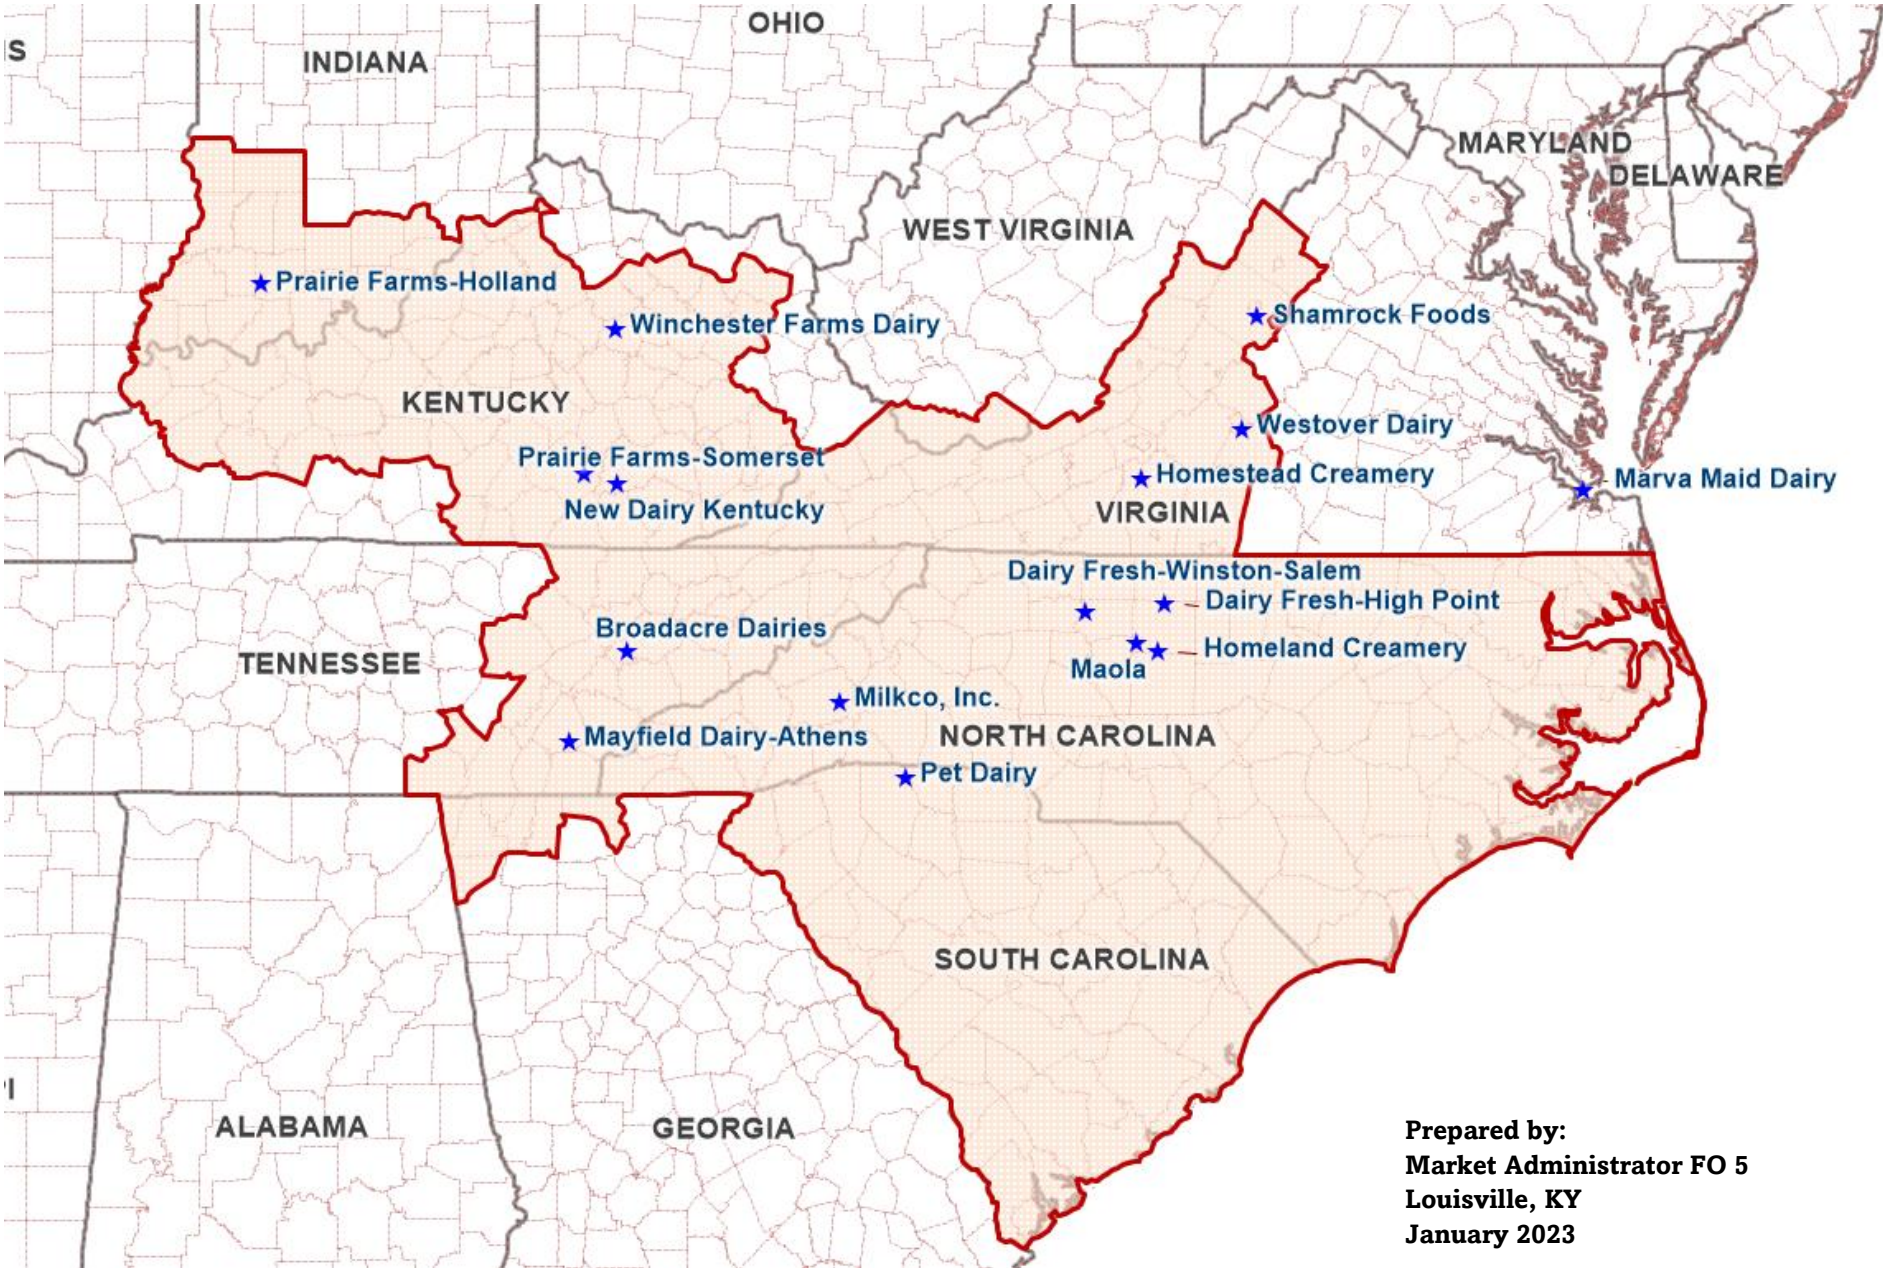 OHIO
IS
INDIANA
MARYLAND
DELAWARE
WEST VIRGINIA
Prairie Farms-Holland
Winchester Farms Dairy
Shamrock Foods
KENTUCKY
Westover Dairy
Prairie Farms-Somerset
Homestead Creamery
Marva Maid Dairy
New Dairy Kentucky
VIRGINIA
Dairy Fresh-Winston-Salem
Dairy Fresh-High Point
Broadacre Dairies
Homeland Creamery
TENNESSEE
Maola
Milkco, Inc.
Mayfield Dairy-Athens
NORTH CAROLINA
Pet Dairy
SOUTH CAROLINA
ALABAMA
GEORGIA
Prepared by:
Market Administrator FO 5
Louisville, KY
January 2023